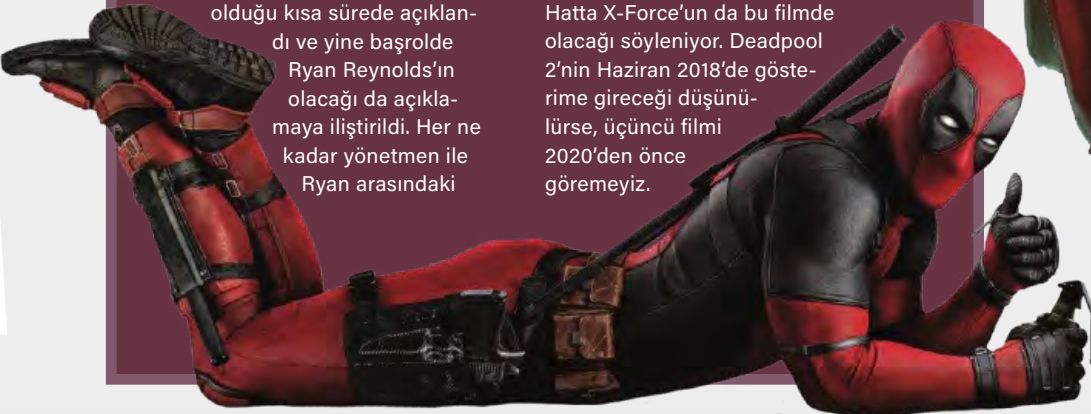 olduğu kısa sürede açıklan-
dı ve yine başrolde
Ryan Reynolds’ın
olacağı da açıkla-
maya iliştirildi. Her ne
kadar yönetmen ile
Ryan arasındaki
Hatta X-Force’un da bu filmde
olacağı söyleniyor. Deadpool
2’nin Haziran 2018’de göste-
rime gireceği düşünü-
lürse, üçüncü filmi
2020’den önce
göremeyiz.